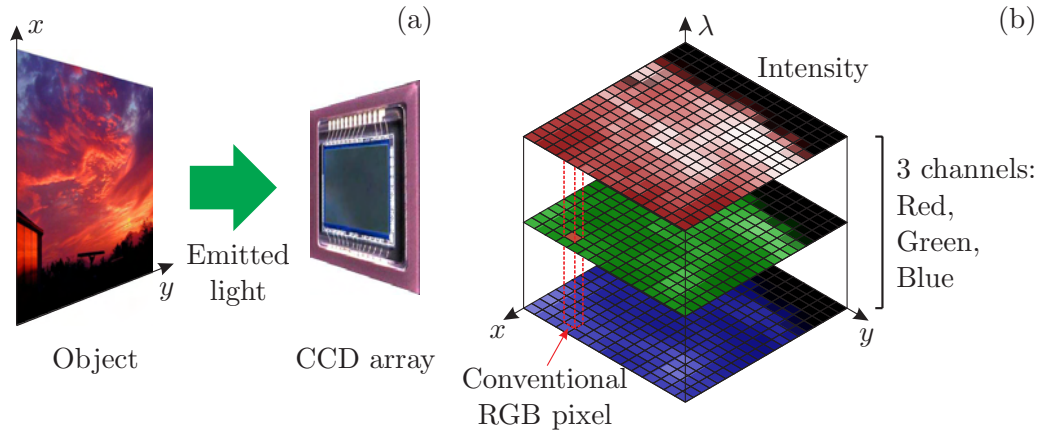 (a)
x
y
Object
Emitted
light
CCD array
(b)
λ
Intensity
3 channels:
Red,
Green,
Blue
x
y
Conventional
RGB pixel